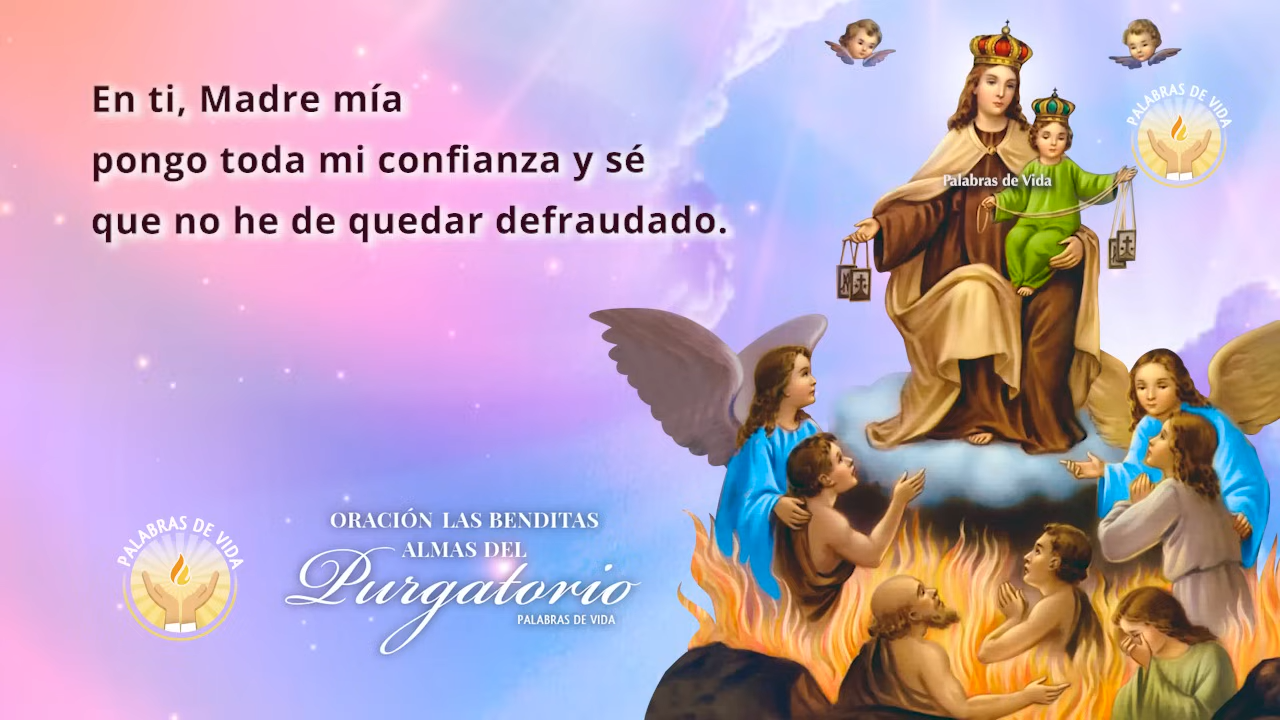 En ti, Madre mía
pongo toda mi confianza y sé
que no he de quedar defraudado.
PALABRAS DE VIDA
Palabras de Vida
PALABRAS DE VIDA
ORACIÓN LAS BENDITAS
ALMAS DEL
Purgatorio
PALABRAS DE VIDA